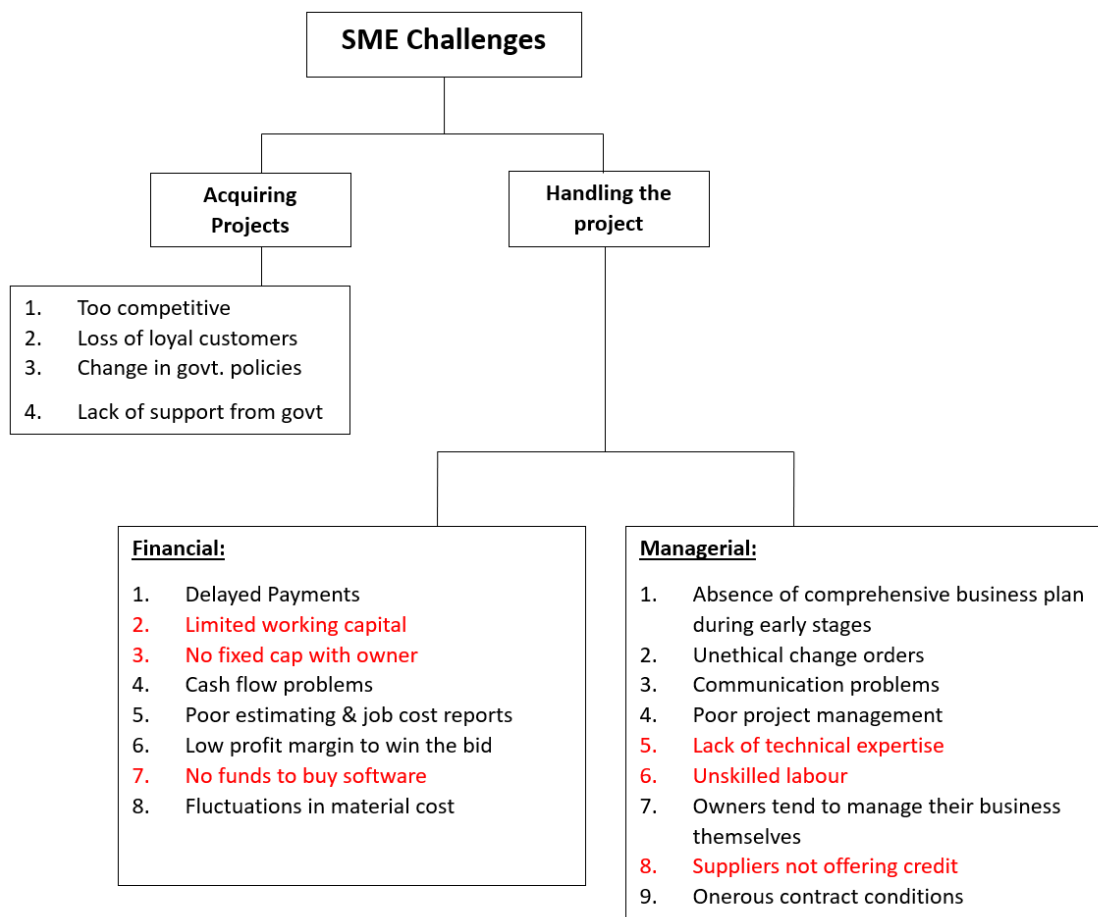 SME Challenges
Acquiring
Projects
Handling the
project
1. Too competitive
2. Loss of loyal customers
3. Change in govt. policies
4. Lack of support from govt
Financial:
1. Delayed Payments
2. Limited working capital
3. No fixed cap with owner
4. Cash flow problems
5. Poor estimating & job cost reports
6. Low profit margin to win the bid
7. No funds to buy software
8. Fluctuations in material cost
Managerial:
1. Absence of comprehensive business plan
during early stages
2. Unethical change orders
3. Communication problems
4. Poor project management
5. Lack of technical expertise
6. Unskilled labour
7. Owners tend to manage their business
themselves
8. Suppliers not offering credit
9. Onerous contract conditions